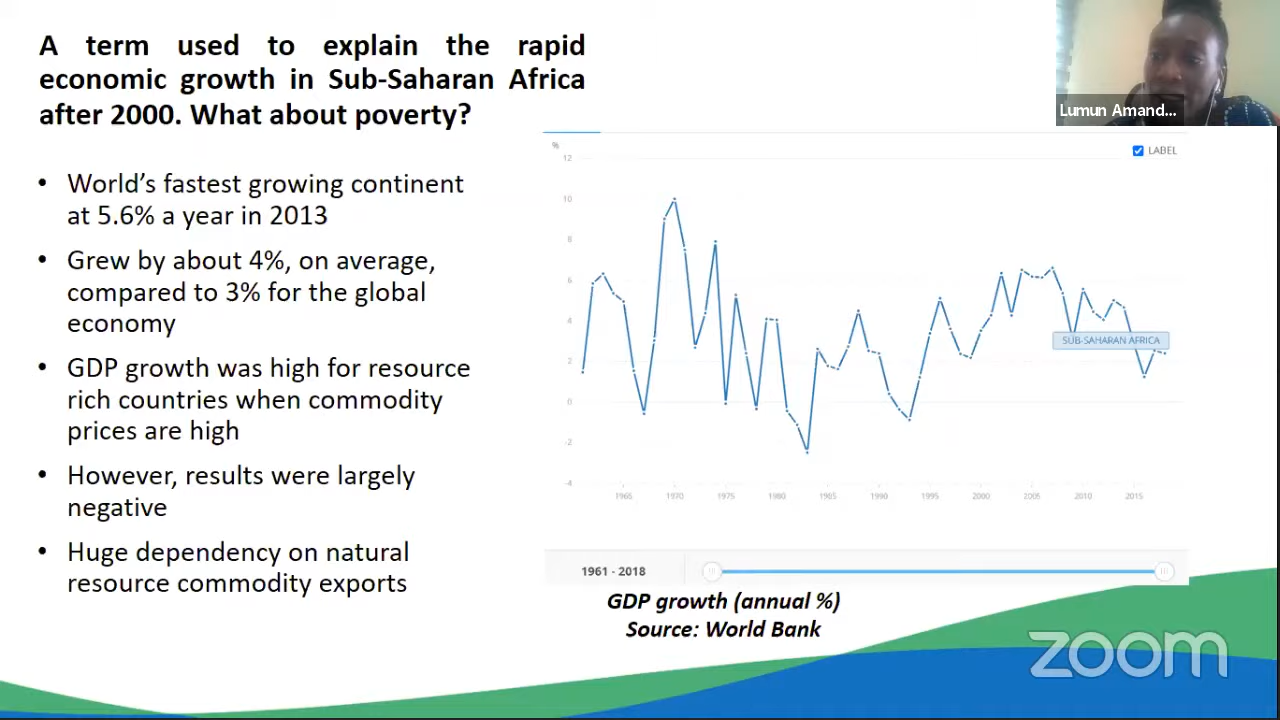 A term used to explain the rapid
economic growth in Sub-Saharan Africa
after 2000. What about poverty?
Lumun Amand...
• World's fastest growing continent
at 5.6% a year in 2013
• Grew by about 4%, on average,
compared to 3% for the global
economy
• GDP growth was high for resource
rich countries when commodity
prices are high
• However, results were largely
negative
• Huge dependency on natural
resource commodity exports
%
LABEL
12
10
8
6
4
2
0
-2
-4
SUB-SAHARAN AFRICA
1965 1970 1975 1980 1985 1990 1995 2000 2005 2010 2015
1961 - 2018
GDP growth (annual %)
Source: World Bank
zoom